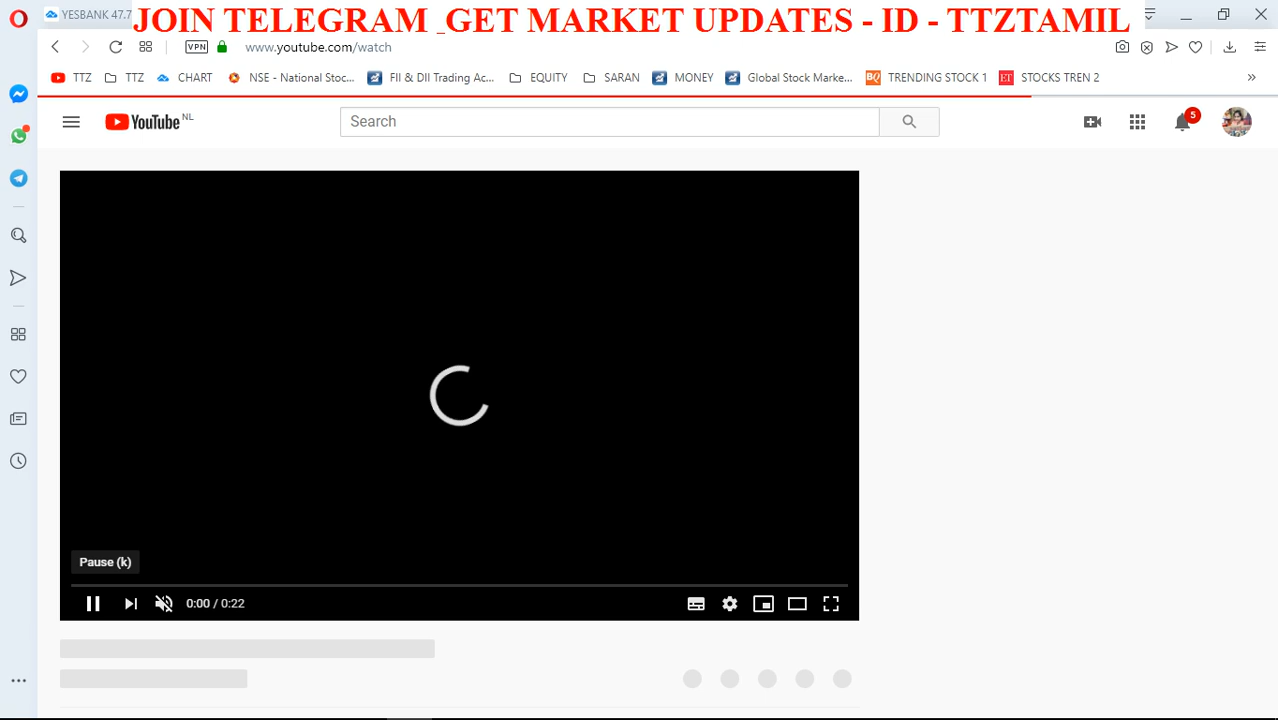 YESBANK 47.7
JOIN TELEGRAM _GET MARKET UPDATES - ID - TTZTAMIL
VPN www.youtube.com/watch
TTZ TTZ CHART NSE - National Stoc... FII & DII Trading Ac... EQUITY SARAN MONEY Global Stock Marke... BQ TRENDING STOCK 1 ET STOCKS TREN 2 »
YouTube NL Search 5
Pause (k)
0:00 / 0:22